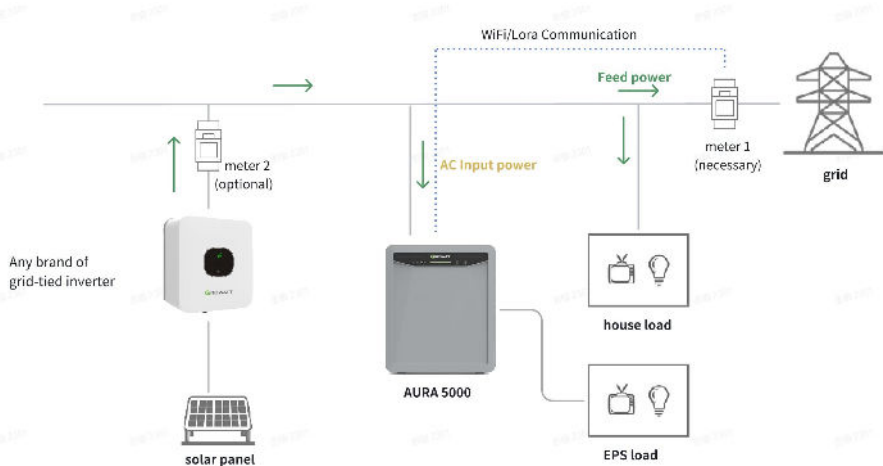 WiFi/Lora Communication
Feed power
meter 2
(optional)
AC Input power
meter 1
(necessary)
grid
Any brand of
grid-tied inverter
GROWATT
house load
AURA 5000
EPS load
solar panel